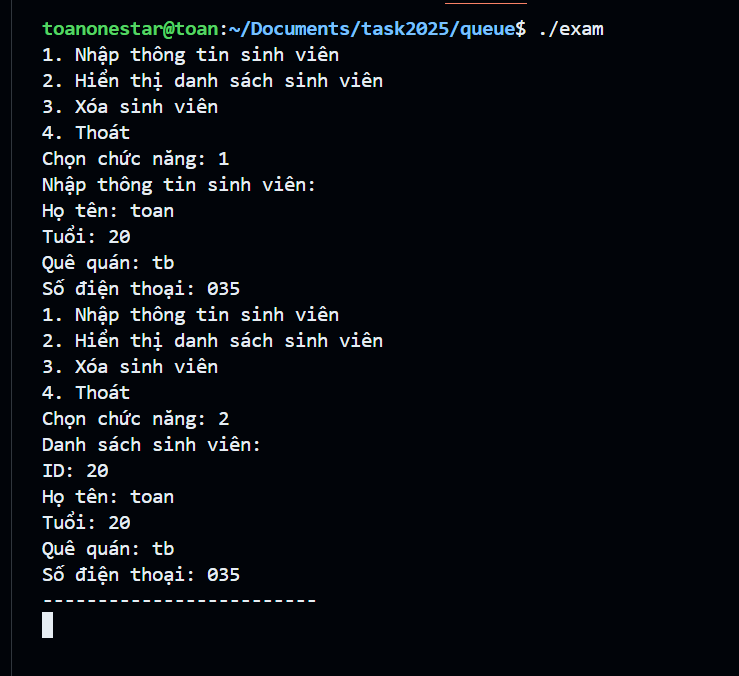 toanonestar@toan:~/Documents/task2025/queue$ ./exam
1. Nhập thông tin sinh viên
2. Hiển thị danh sách sinh viên
3. Xóa sinh viên
4. Thoát
Chọn chức năng: 1
Nhập thông tin sinh viên:
Họ tên: toan
Tuổi: 20
Quê quán: tb
Số điện thoại: 035
1. Nhập thông tin sinh viên
2. Hiển thị danh sách sinh viên
3. Xóa sinh viên
4. Thoát
Chọn chức năng: 2
Danh sách sinh viên:
ID: 20
Họ tên: toan
Tuổi: 20
Quê quán: tb
Số điện thoại: 035
-------------------------